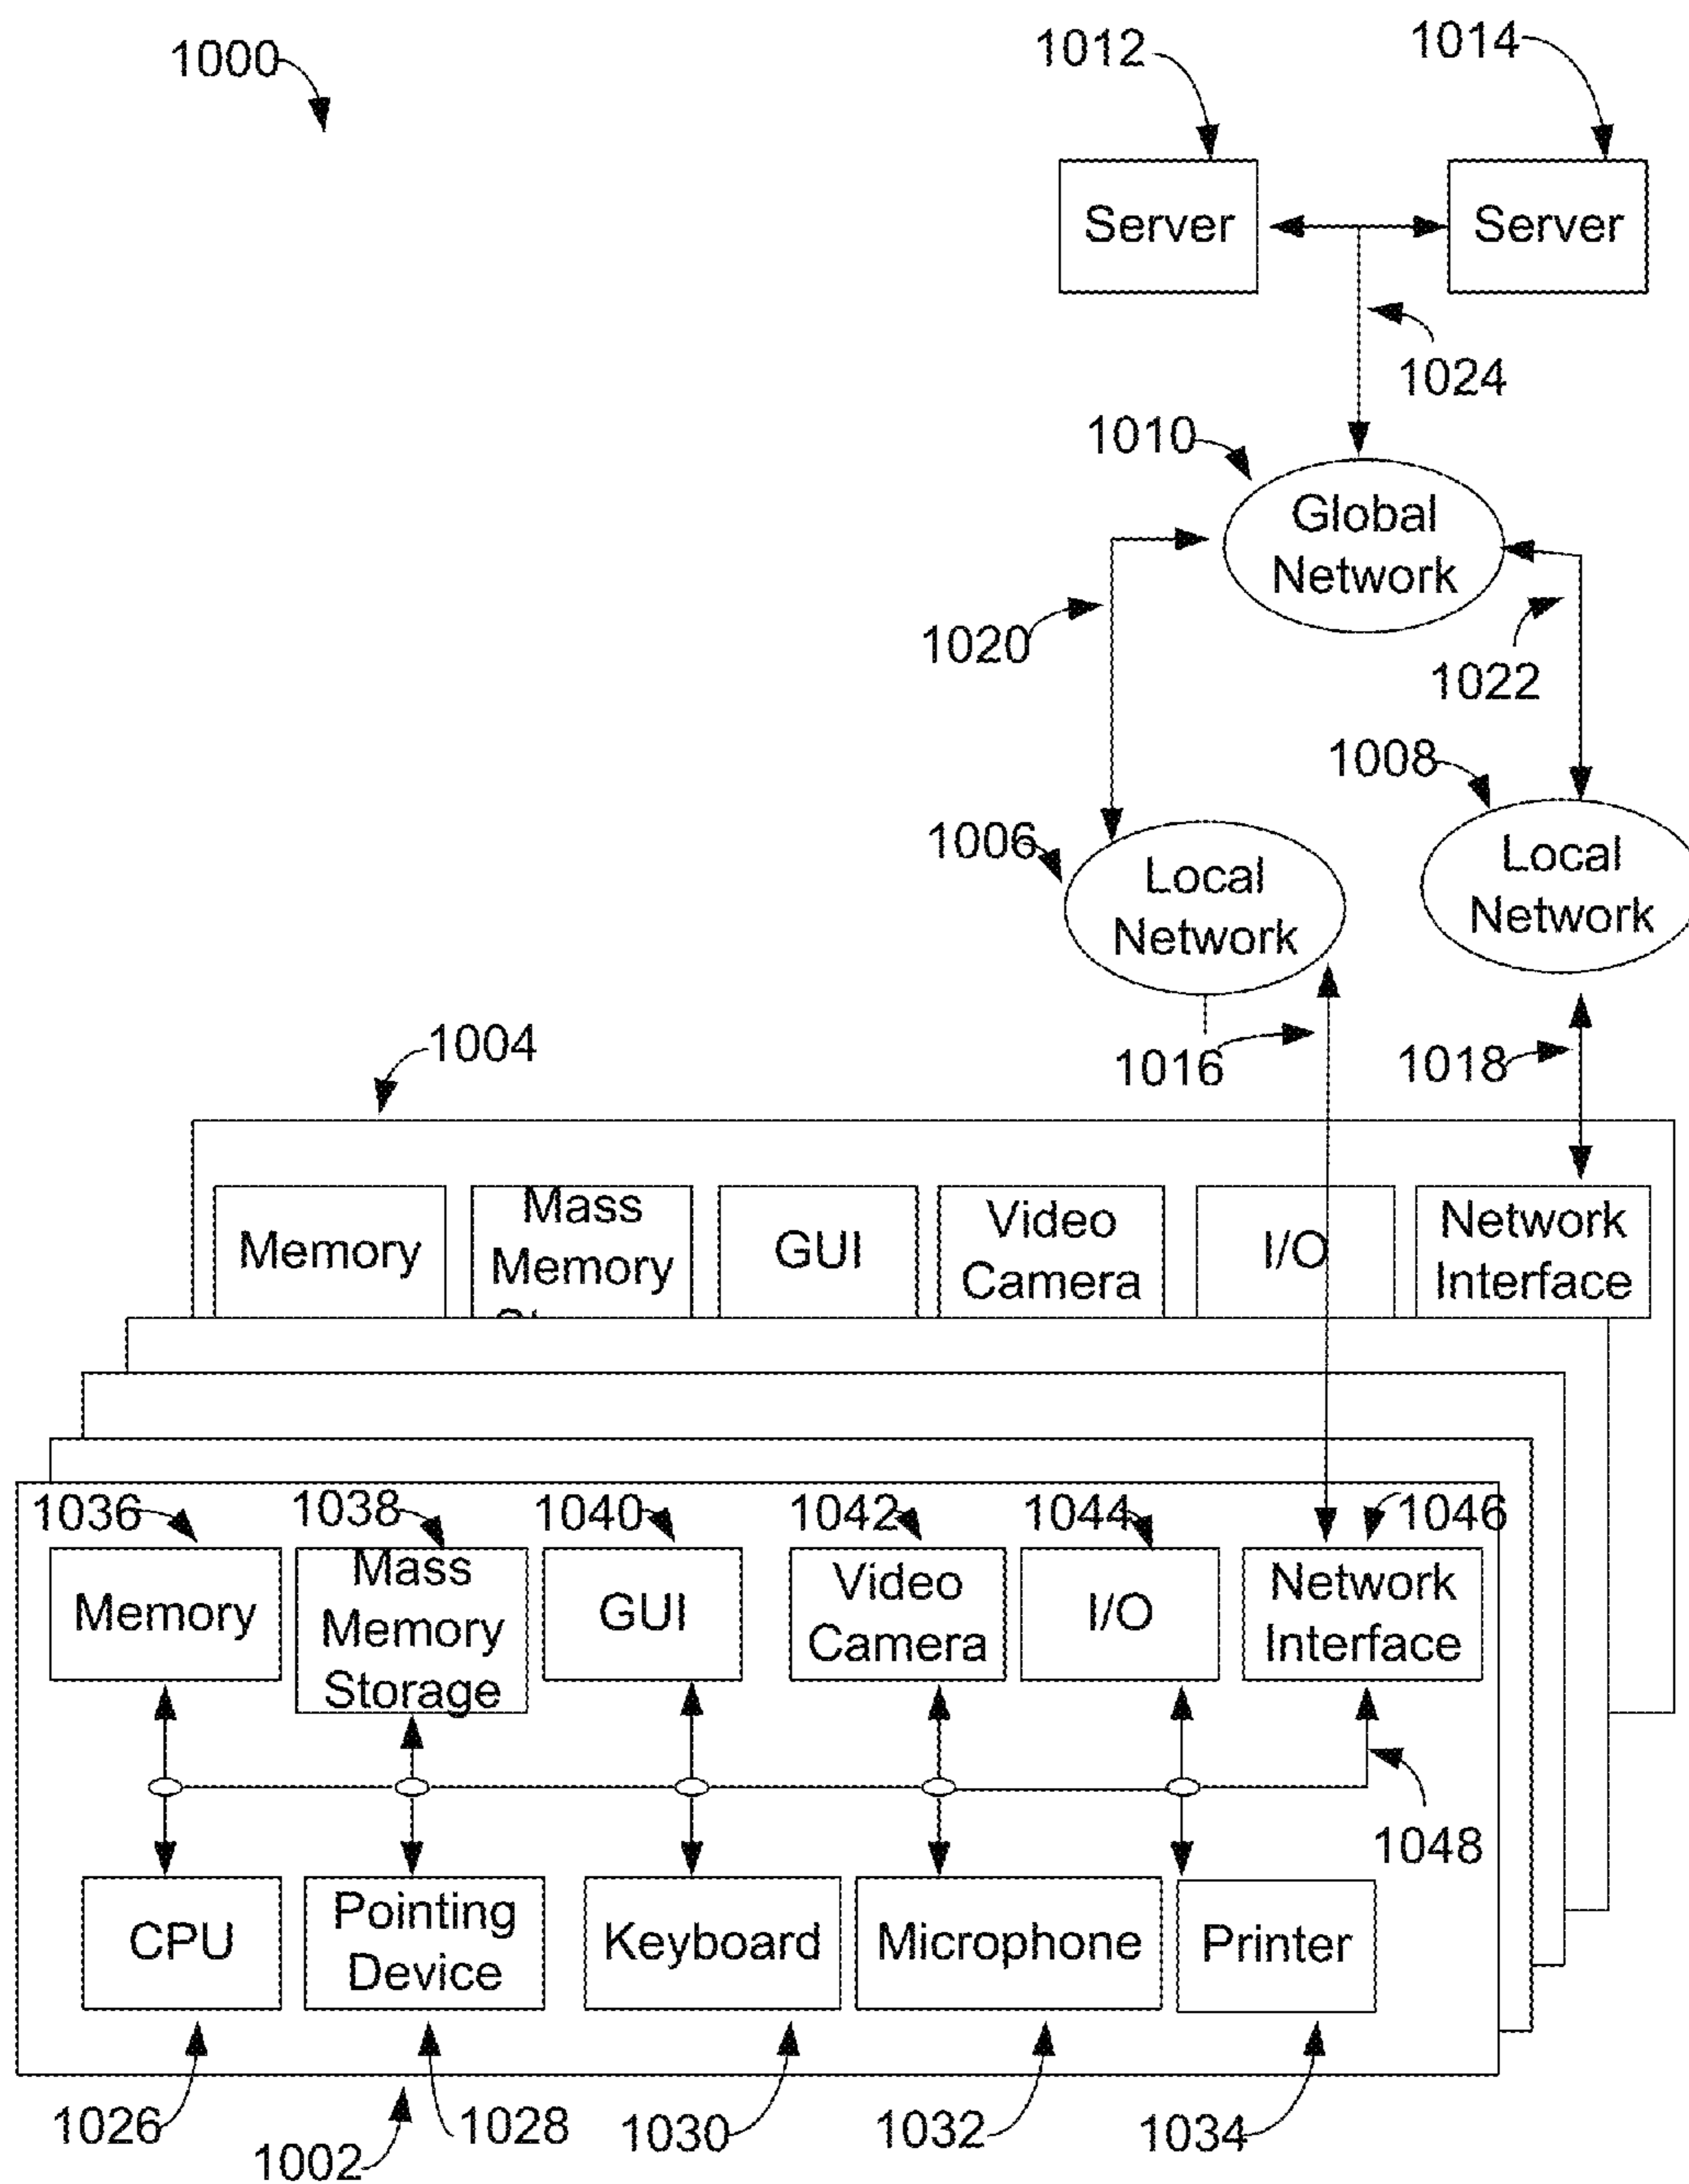 1000
1012
1014
Server
Server
1024
1010
Global
Network
1020
1022
1008
1006
Local
Network
Local
Network
1004
1016
1018
Memory
Mass
Memory
GUI
Video
Camera
I/O
Network
Interface
1036
1038
1040
1042
1044
1046
Memory
Mass
Memory
Storage
GUI
Video
Camera
I/O
Network
Interface
1048
CPU
Pointing
Device
Keyboard
Microphone
Printer
1026
1002
1028
1030
1032
1034